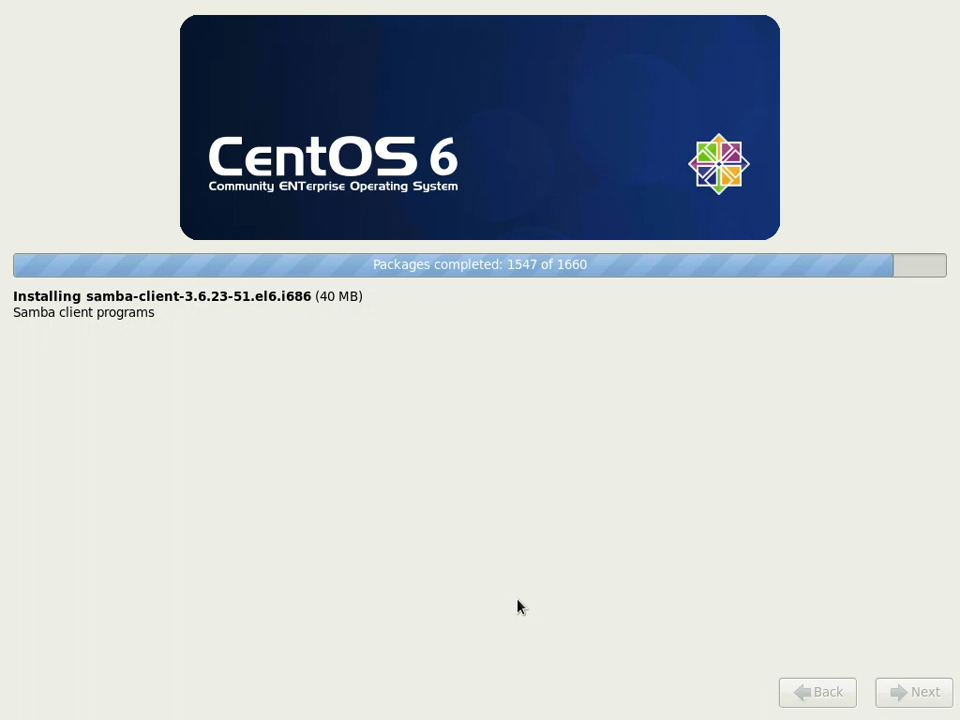 CentOS 6
Community ENTerprise Operating System
Packages completed: 1547 of 1660
Installing samba-client-3.6.23-51.el6.i686 (40 MB)
Samba client programs
Back
Next